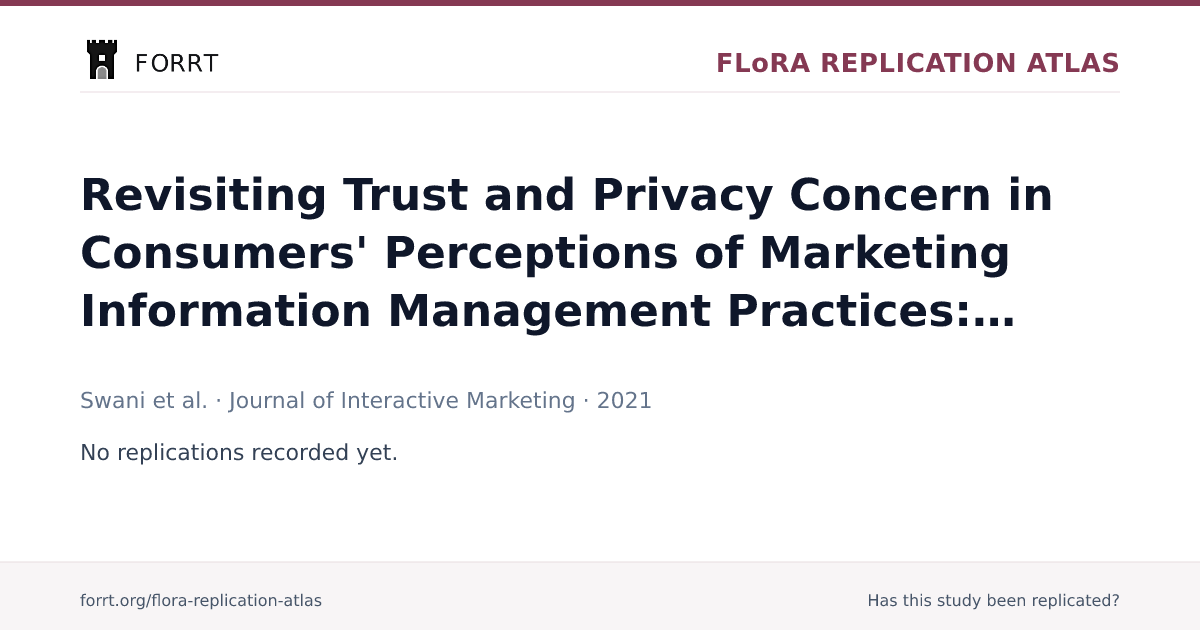 FORRT
FLoRA REPLICATION ATLAS
Revisiting Trust and Privacy Concern in
Consumers' Perceptions of Marketing
Information Management Practices:…
Swani et al. · Journal of Interactive Marketing · 2021
No replications recorded yet.
forrt.org/flora-replication-atlas
Has this study been replicated?